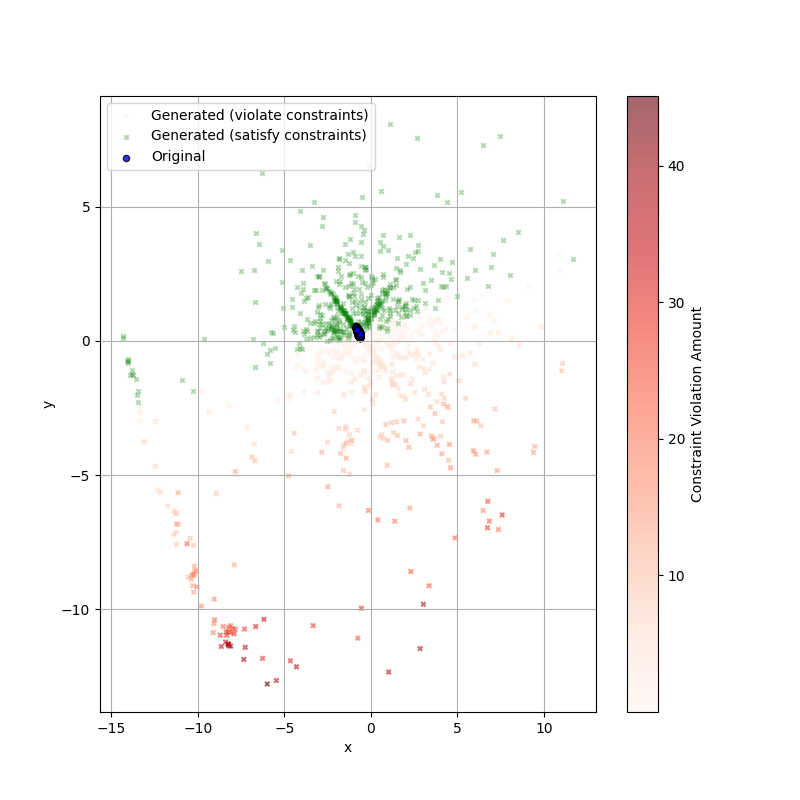 Generated (violate constraints)
Generated (satisfy constraints)
Original
5
0
−5
−10
−15
−10
−5
0
5
10
x
y
40
30
20
10
Constraint Violation Amount